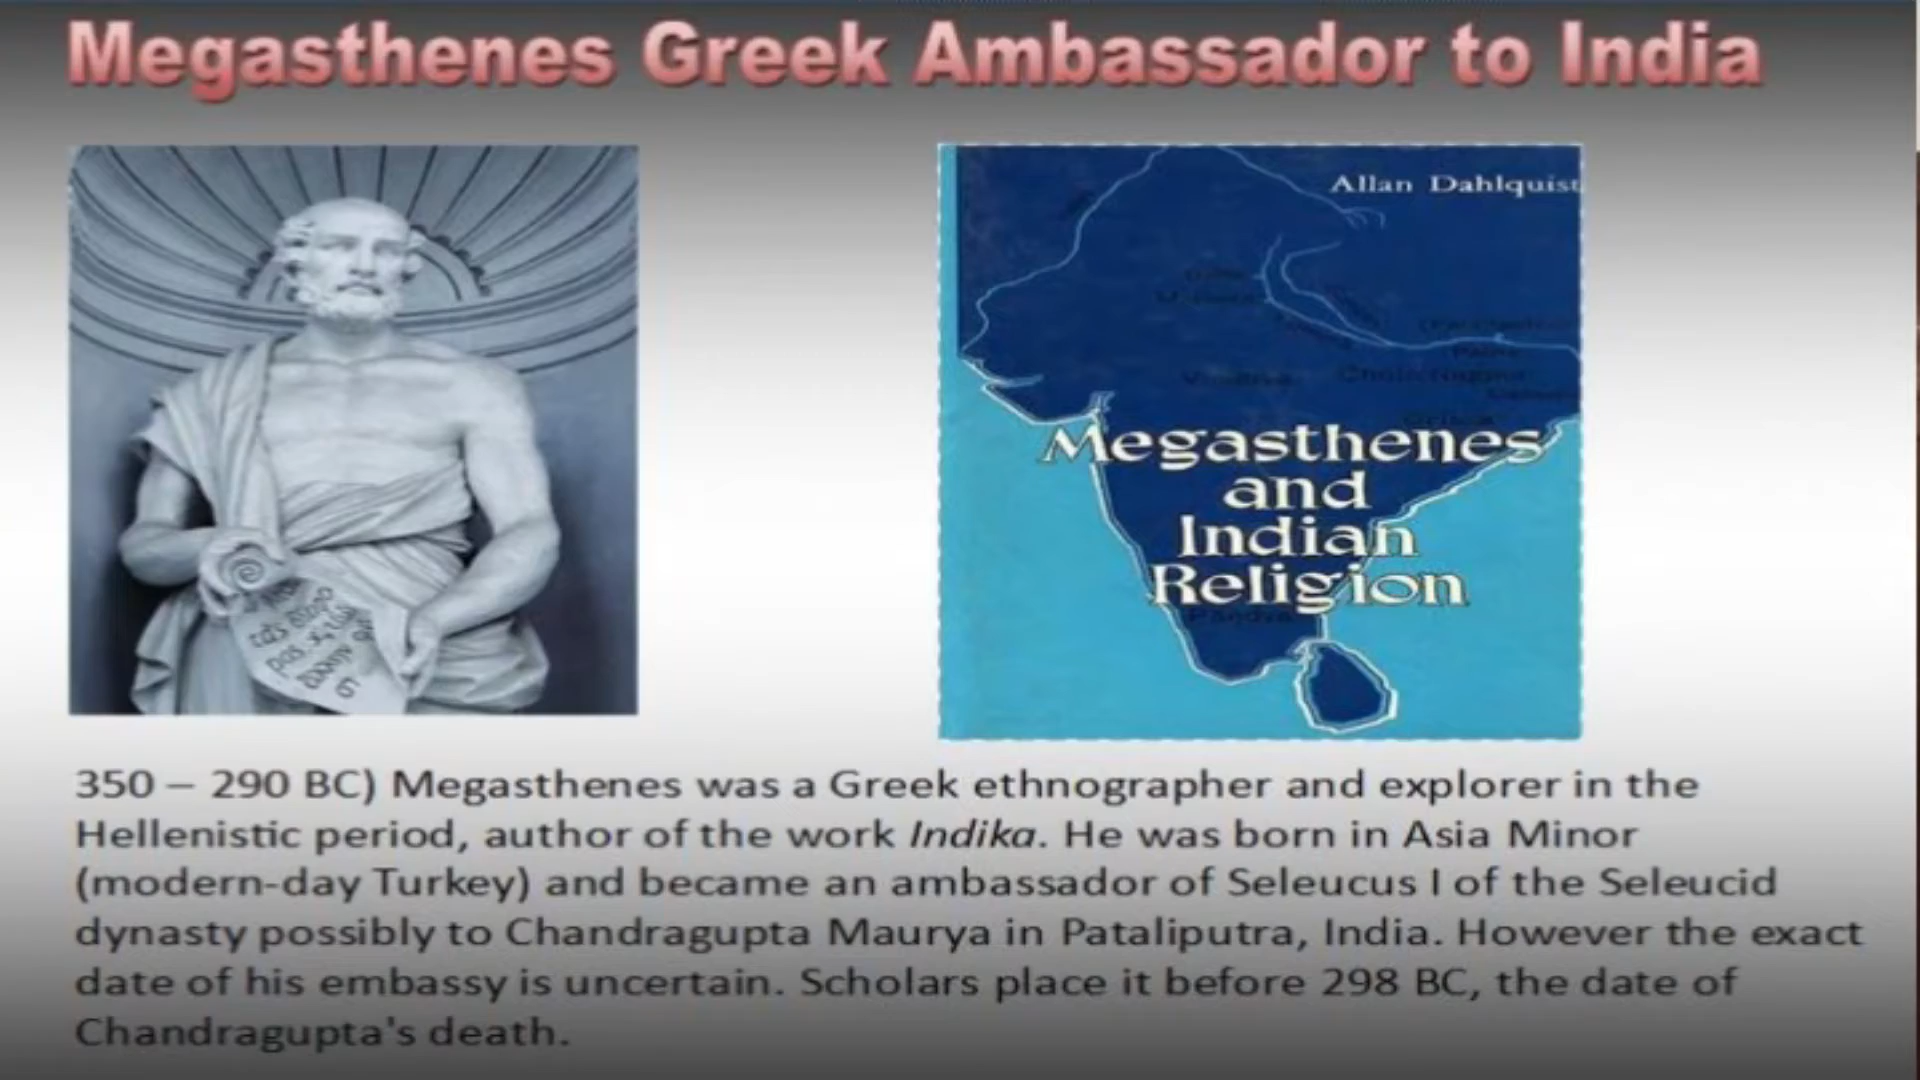 Megasthenes Greek Ambassador to India
Allan Dahlquist
Megasthenes
and
Indian
Religion
Pandya
350 – 290 BC) Megasthenes was a Greek ethnographer and explorer in the
Hellenistic period, author of the work Indika. He was born in Asia Minor
(modern-day Turkey) and became an ambassador of Seleucus I of the Seleucid
dynasty possibly to Chandragupta Maurya in Pataliputra, India. However the exact
date of his embassy is uncertain. Scholars place it before 298 BC, the date of
Chandragupta's death.